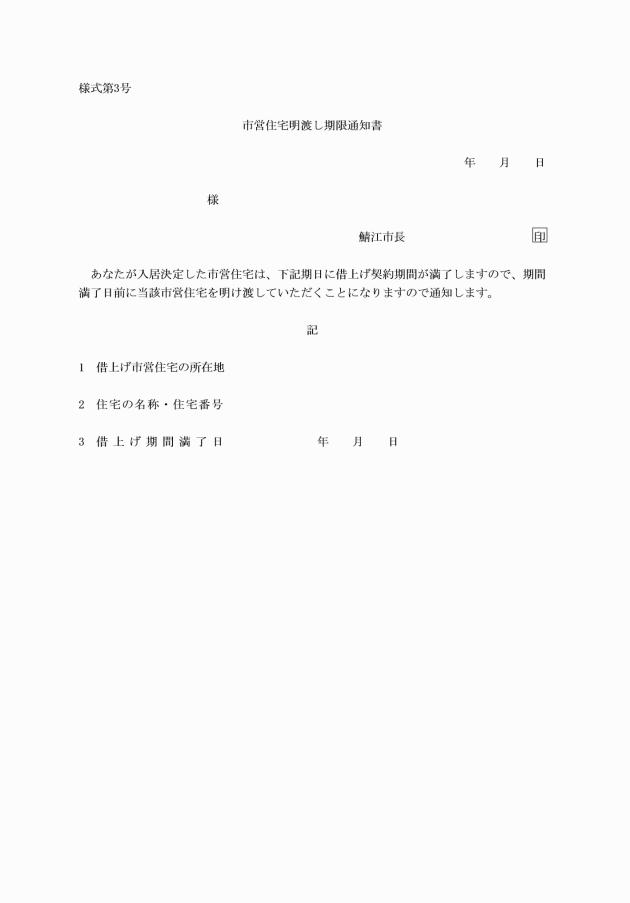 様式第3号
市営住宅明渡し期限通知書
年　　月　　日
様
鯖江市長　　　　　　　　　　　印
　あなたが入居決定した市営住宅は、下記期日に借上げ契約期間が満了しますので、期間
満了日前に当該市営住宅を明け渡していただくことになりますので通知します。
記
1　借上げ市営住宅の所在地
2　住宅の名称・住宅番号
3　借上げ期間満了日　　　　　　　　年　　月　　日